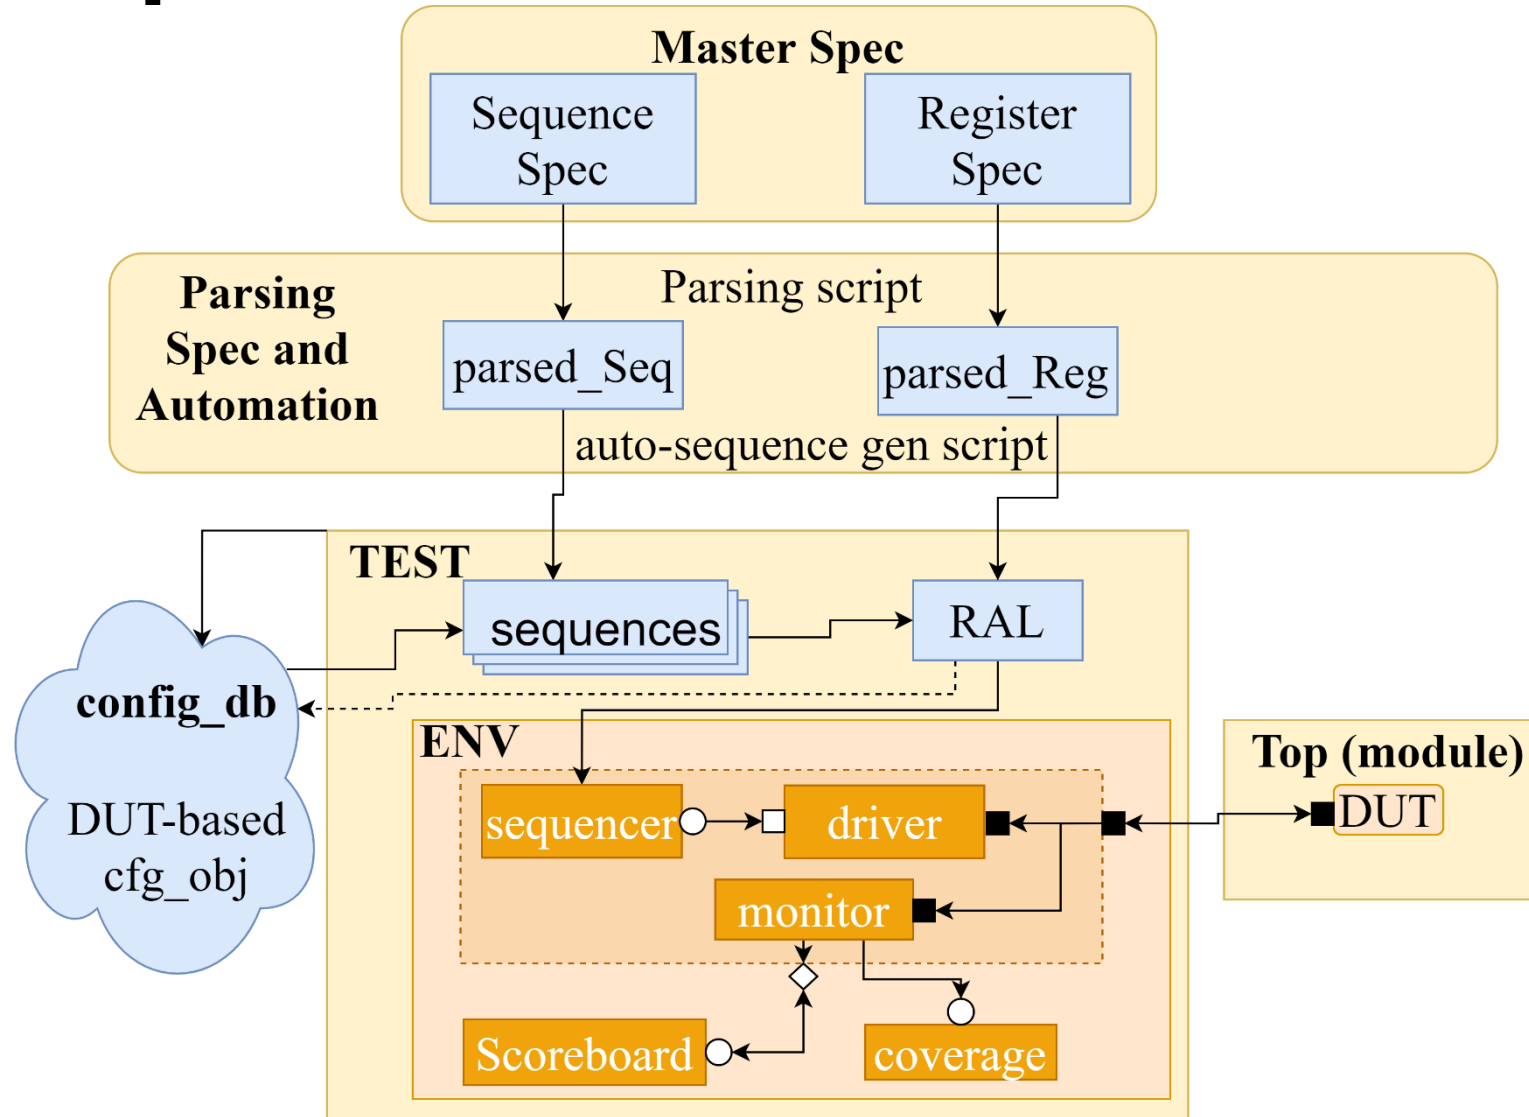 Master Spec
Sequence
Spec
Register
Spec
Parsing
Spec and
Automation
Parsing script
parsed_Seq
parsed_Reg
auto-sequence gen script
TEST
sequences
RAL
config_db
DUT-based
cfg_obj
ENV
sequencer
driver
monitor
Scoreboard
coverage
Top (module)
DUT